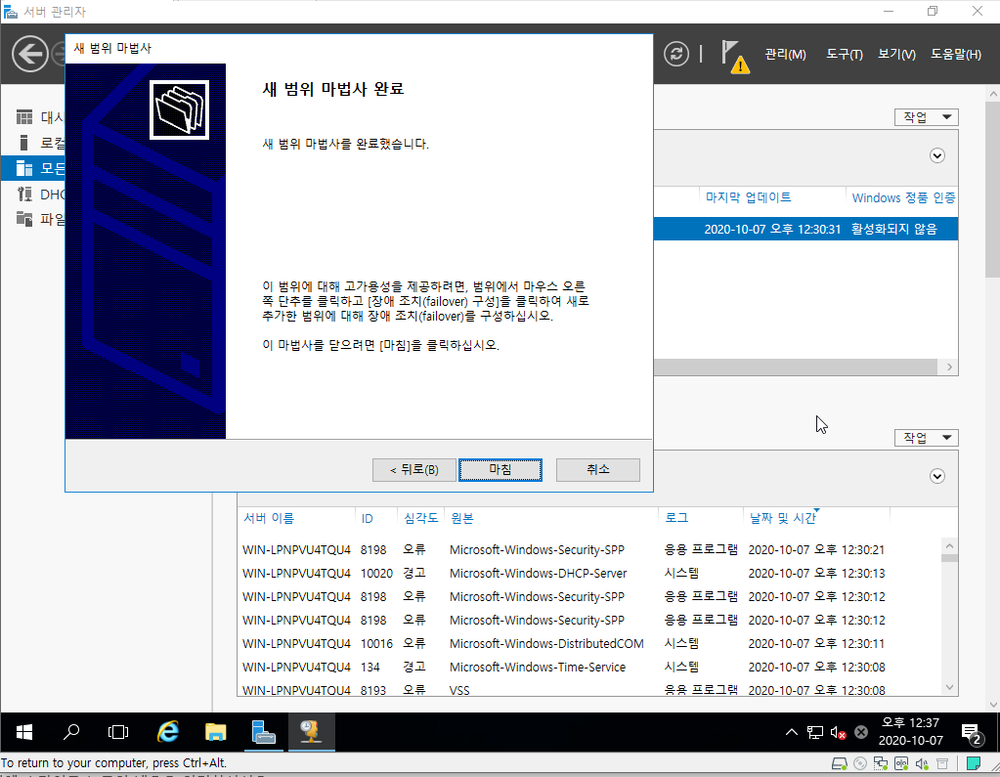 서버 관리자
새 범위 마법사
관리(M) 도구(T) 보기(V) 도움말(H)
새 범위 마법사 완료
새 범위 마법사를 완료했습니다.
이 범위에 대해 고가용성을 제공하려면, 범위에서 마우스 오른
쪽 단추를 클릭하고 [장애 조치(failover) 구성]을 클릭하여 새로
추가한 범위에 대해 장애 조치(failover)를 구성하십시오.
이 마법사를 닫으려면 [마침]을 클릭하십시오.
< 뒤로(B) 마침 취소
대시
로컬
모든
DHC
파일
작업
마지막 업데이트 Windows 정품 인증
2020-10-07 오후 12:30:31 활성화되지 않음
작업
서버 이름 ID 심각도 원본 로그 날짜 및 시간
WIN-LPNPVU4TQU4 8198 오류 Microsoft-Windows-Security-SPP 응용 프로그램 2020-10-07 오후 12:30:21
WIN-LPNPVU4TQU4 10020 경고 Microsoft-Windows-DHCP-Server 시스템 2020-10-07 오후 12:30:13
WIN-LPNPVU4TQU4 8198 오류 Microsoft-Windows-Security-SPP 응용 프로그램 2020-10-07 오후 12:30:12
WIN-LPNPVU4TQU4 8198 오류 Microsoft-Windows-Security-SPP 응용 프로그램 2020-10-07 오후 12:30:12
WIN-LPNPVU4TQU4 10016 오류 Microsoft-Windows-DistributedCOM 시스템 2020-10-07 오후 12:30:11
WIN-LPNPVU4TQU4 134 경고 Microsoft-Windows-Time-Service 시스템 2020-10-07 오후 12:30:08
WIN-LPNPVU4TQU4 8193 오류 VSS 응용 프로그램 2020-10-07 오후 12:30:08
오후 12:37
2020-10-07
2
To return to your computer, press Ctrl+Alt.